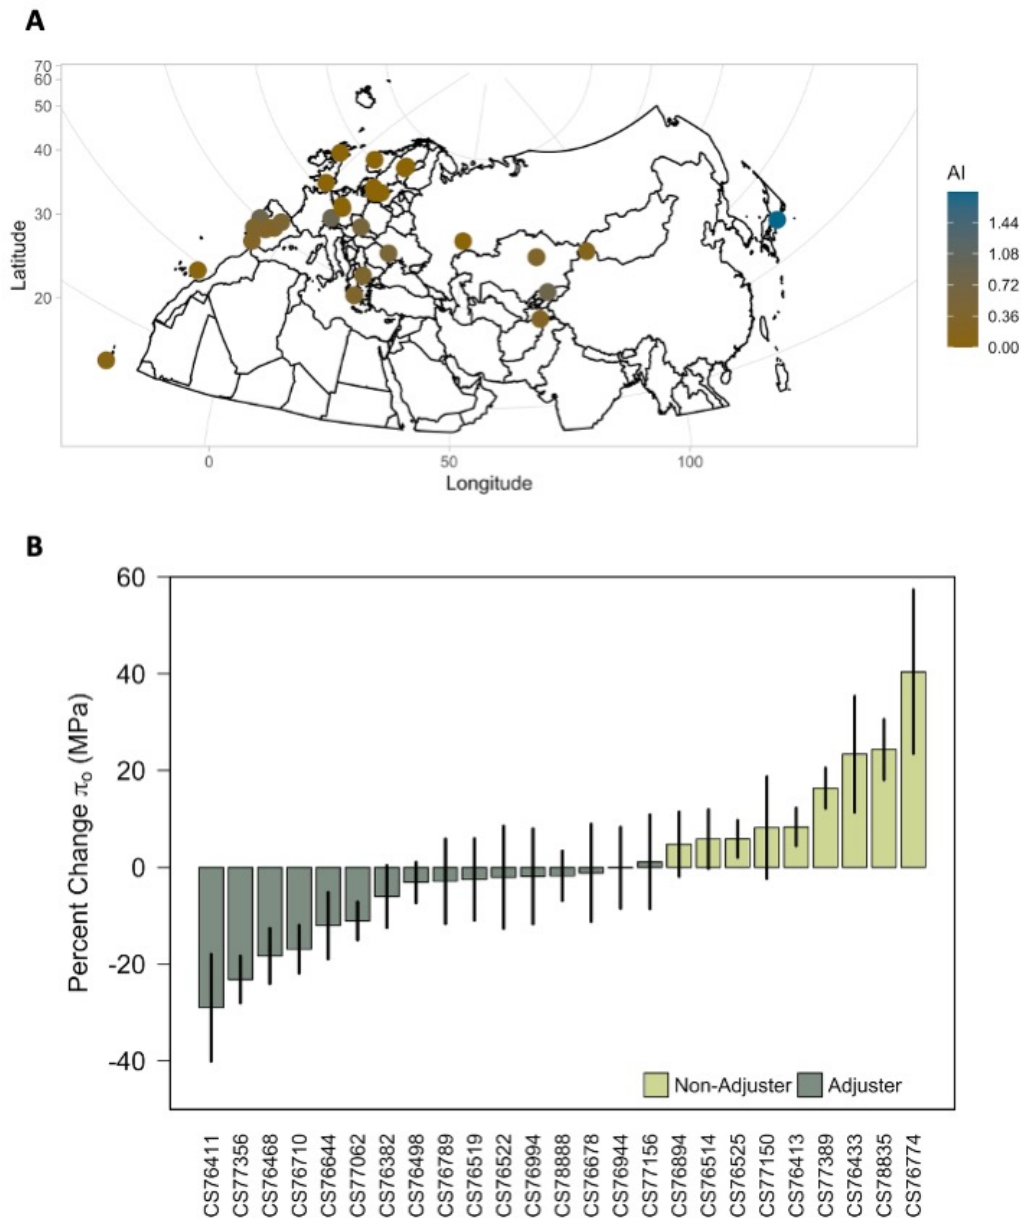 A
70
60
50
40
30
20
Latitude
0 50 100
Longitude
AI
1.44
1.08
0.72
0.36
0.00
B
60
40
20
0
-20
-40
Percent Change πo (MPa)
Non-Adjuster Adjuster
CS76411
CS77356
CS76468
CS76710
CS76644
CS77062
CS76382
CS76498
CS76789
CS76519
CS76522
CS76994
CS78888
CS76678
CS76944
CS77156
CS76894
CS76514
CS76525
CS77150
CS76413
CS77389
CS76433
CS78835
CS76774